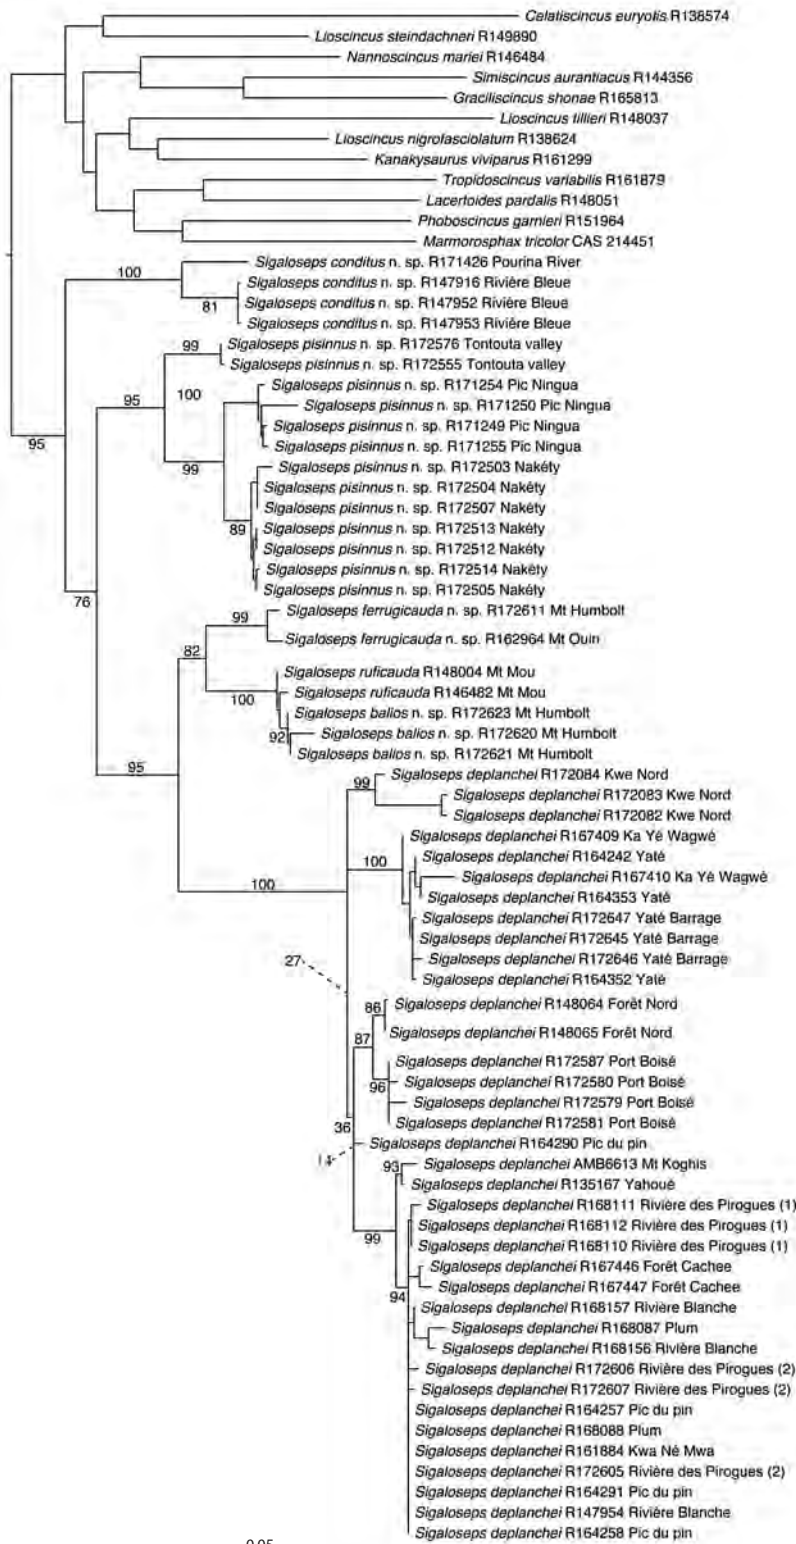 Celatiscincus euryotis R138574
Lioscincus steindachneri R149890
Nannoscincus mariei R146484
Simiscincus aurantiacus R144356
Graciliscincus shonae R165813
Lioscincus tillieri R148037
Lioscincus nigrofasciolatum R138624
Kanakysaurus viviparus R161299
Tropidoscincus variabilis R161879
Lacertoides pardalis R148051
Phoboscincus garnieri R151964
Marmorosphax tricolor CAS 214451
100 Sigaloseps conditus n. sp. R171426 Pourina River
Sigaloseps conditus n. sp. R147916 Rivière Bleue
81 Sigaloseps conditus n. sp. R147952 Rivière Bleue
Sigaloseps conditus n. sp. R147953 Rivière Bleue
99 Sigaloseps pisinnus n. sp. R172576 Tontouta valley
Sigaloseps pisinnus n. sp. R172555 Tontouta valley
100 Sigaloseps pisinnus n. sp. R171254 Pic Ningua
95 Sigaloseps pisinnus n. sp. R171250 Pic Ningua
Sigaloseps pisinnus n. sp. R171249 Pic Ningua
95 Sigaloseps pisinnus n. sp. R171255 Pic Ningua
99 Sigaloseps pisinnus n. sp. R172503 Nakéty
Sigaloseps pisinnus n. sp. R172504 Nakéty
Sigaloseps pisinnus n. sp. R172507 Nakéty
89 Sigaloseps pisinnus n. sp. R172513 Nakéty
Sigaloseps pisinnus n. sp. R172512 Nakéty
Sigaloseps pisinnus n. sp. R172514 Nakéty
Sigaloseps pisinnus n. sp. R172505 Nakéty
76
99 Sigaloseps ferrugicauda n. sp. R172611 Mt Humbolt
Sigaloseps ferrugicauda n. sp. R162964 Mt Ouin
82
Sigaloseps ruficauda R148004 Mt Mou
100 Sigaloseps ruficauda R146482 Mt Mou
Sigaloseps balios n. sp. R172623 Mt Humbolt
92 Sigaloseps balios n. sp. R172620 Mt Humbolt
Sigaloseps balios n. sp. R172621 Mt Humbolt
95
99 Sigaloseps deplanchei R172084 Kwe Nord
Sigaloseps deplanchei R172083 Kwe Nord
Sigaloseps deplanchei R172082 Kwe Nord
Sigaloseps deplanchei R167409 Ka Yé Wagwé
100 Sigaloseps deplanchei R164242 Yaté
Sigaloseps deplanchei R167410 Ka Yé Wagwé
100 Sigaloseps deplanchei R164353 Yaté
Sigaloseps deplanchei R172647 Yaté Barrage
Sigaloseps deplanchei R172645 Yaté Barrage
27 Sigaloseps deplanchei R172646 Yaté Barrage
Sigaloseps deplanchei R164352 Yaté
86 Sigaloseps deplanchei R148064 Forêt Nord
Sigaloseps deplanchei R148065 Forêt Nord
87
Sigaloseps deplanchei R172587 Port Boisé
96 Sigaloseps deplanchei R172580 Port Boisé
Sigaloseps deplanchei R172579 Port Boisé
36 Sigaloseps deplanchei R172581 Port Boisé
Sigaloseps deplanchei R164290 Pic du pin
14
93 Sigaloseps deplanchei AMB6613 Mt Koghis
Sigaloseps deplanchei R135167 Yahoué
Sigaloseps deplanchei R168111 Rivière des Pirogues (1)
Sigaloseps deplanchei R168112 Rivière des Pirogues (1)
99 Sigaloseps deplanchei R168110 Rivière des Pirogues (1)
Sigaloseps deplanchei R167446 Forêt Cachee
94 Sigaloseps deplanchei R167447 Forêt Cachee
Sigaloseps deplanchei R168157 Rivière Blanche
Sigaloseps deplanchei R168087 Plum
Sigaloseps deplanchei R168156 Rivière Blanche
Sigaloseps deplanchei R172606 Rivière des Pirogues (2)
Sigaloseps deplanchei R172607 Rivière des Pirogues (2)
Sigaloseps deplanchei R164257 Pic du pin
Sigaloseps deplanchei R168088 Plum
Sigaloseps deplanchei R161884 Kwa Né Mwa
Sigaloseps deplanchei R172605 Rivière des Pirogues (2)
Sigaloseps deplanchei R164291 Pic du pin
Sigaloseps deplanchei R147954 Rivière Blanche
Sigaloseps deplanchei R164258 Pic du pin